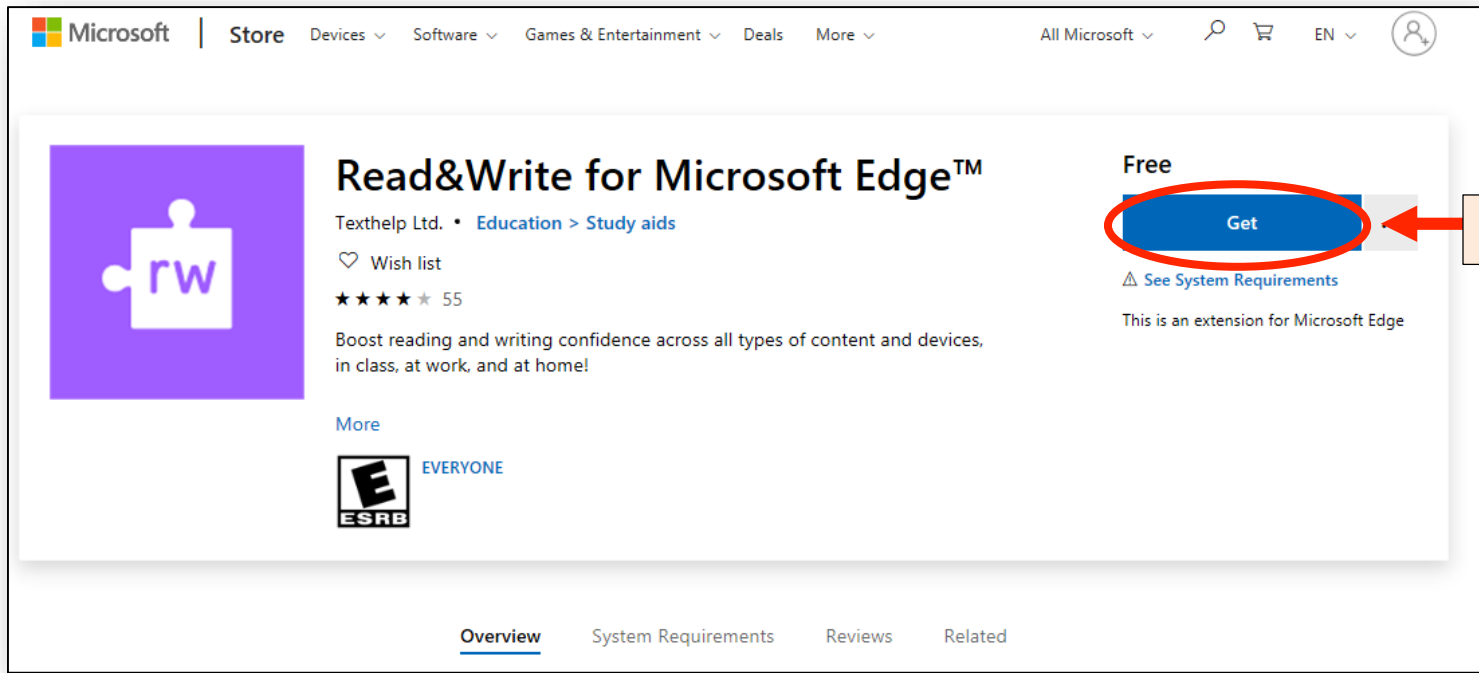 Microsoft | Store Devices Software Games & Entertainment Deals More All Microsoft EN
rw
Read&Write for Microsoft Edge™
Texthelp Ltd. • Education > Study aids
Wish list
★★★★★ 55
Boost reading and writing confidence across all types of content and devices,
in class, at work, and at home!
More
E
ESRB
EVERYONE
Free
Get
See System Requirements
This is an extension for Microsoft Edge
Overview System Requirements Reviews Related